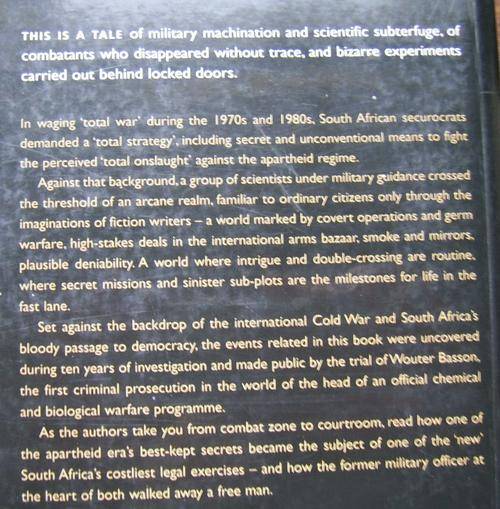 THIS IS A TALE of military machination and scientific subterfuge, of
combatants who disappeared without trace, and bizarre experiments
carried out behind locked doors.
In waging 'total war' during the 1970s and 1980s, South African securocrats
demanded a 'total strategy', including secret and unconventional means to fight
the perceived 'total onslaught' against the apartheid regime.
Against that background, a group of scientists under military guidance crossed
the threshold of an arcane realm, familiar to ordinary citizens only through the
imaginations of fiction writers – a world marked by covert operations and germ
warfare, high-stakes deals in the international arms bazaar, smoke and mirrors,
plausible deniability. A world where intrigue and double-crossing are routine,
where secret missions and sinister sub-plots are the milestones for life in the
fast lane.
Set against the backdrop of the international Cold War and South Africa's
bloody passage to democracy, the events related in this book were uncovered
during ten years of investigation and made public by the trial of Wouter Basson,
the first criminal prosecution in the world of the head of an official chemical
and biological warfare programme.
As the authors take you from combat zone to courtroom, read how one of
the apartheid era's best-kept secrets became the subject of one of the 'new'
South Africa's costliest legal exercises – and how the former military officer at
the heart of both walked away a free man.